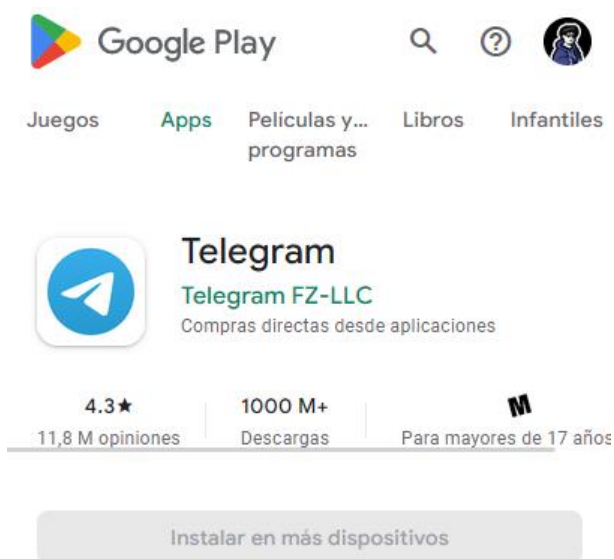 Google Play
Juegos Apps Películas y... Libros Infantiles
programas
Telegram
Telegram FZ-LLC
Compras directas desde aplicaciones
4.3★ 1000 M+ M
11,8 M opiniones Descargas Para mayores de 17 años
Instalar en más dispositivos